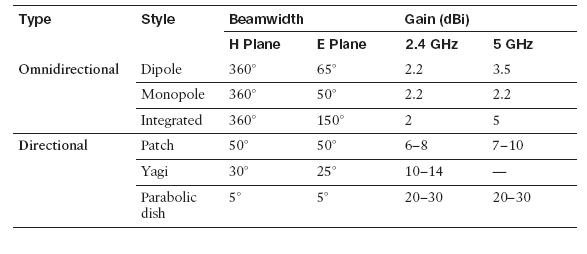 Type Style Beamwidth Gain (dBi)
H Plane E Plane 2.4 GHz 5 GHz
Omnidirectional Dipole 360° 65° 2.2 3.5
Monopole 360° 50° 2.2 2.2
Integrated 360° 150° 2 5
Directional Patch 50° 50° 6–8 7–10
Yagi 30° 25° 10–14 —
Parabolic 5° 5° 20–30 20–30
dish